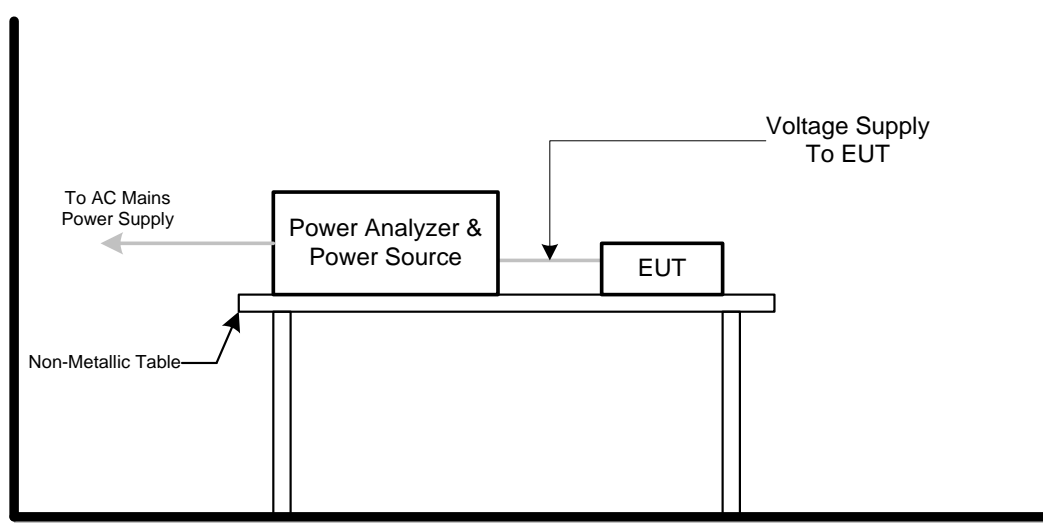 Voltage Supply
To EUT
To AC Mains
Power Supply
Power Analyzer &
Power Source
EUT
Non-Metallic Table